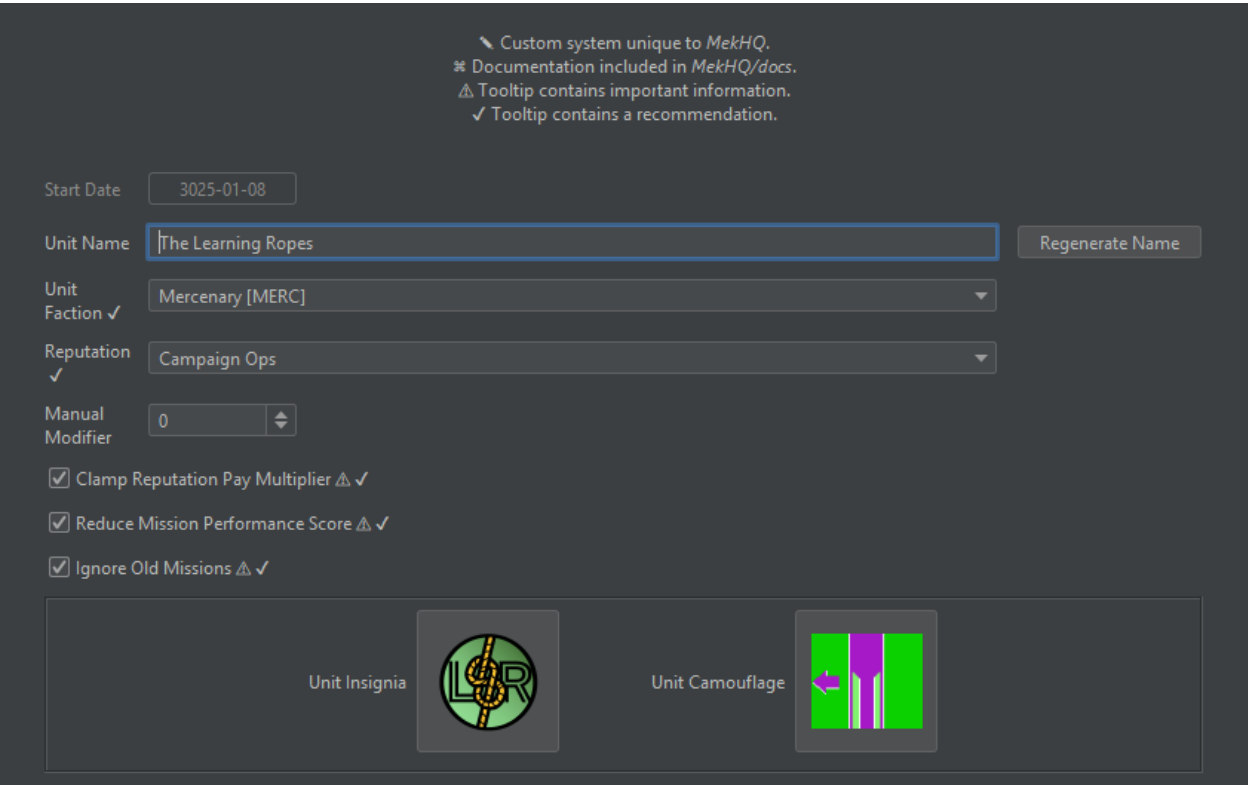 ✎ Custom system unique to MekHQ.
⌘ Documentation included in MekHQ/docs.
⚠ Tooltip contains important information.
✓ Tooltip contains a recommendation.
Start Date 3025-01-08
Unit Name The Learning Ropes Regenerate Name
Unit
Faction ✓ Mercenary [MERC]
Reputation
✓ Campaign Ops
Manual
Modifier 0
Clamp Reputation Pay Multiplier ⚠ ✓
Reduce Mission Performance Score ⚠ ✓
Ignore Old Missions ⚠ ✓
Unit Insignia L R Unit Camouflage